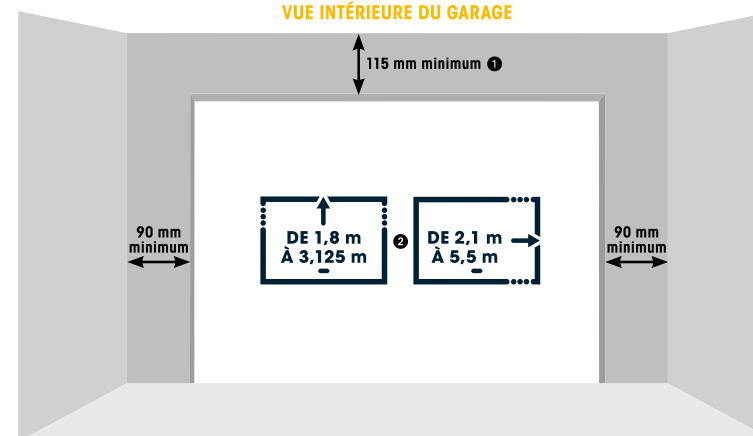 VUE INTÉRIEURE DU GARAGE
115 mm minimum 1
90 mm
minimum
DE 1,8 m
À 3,125 m
2
DE 2,1 m
À 5,5 m
90 mm
minimum